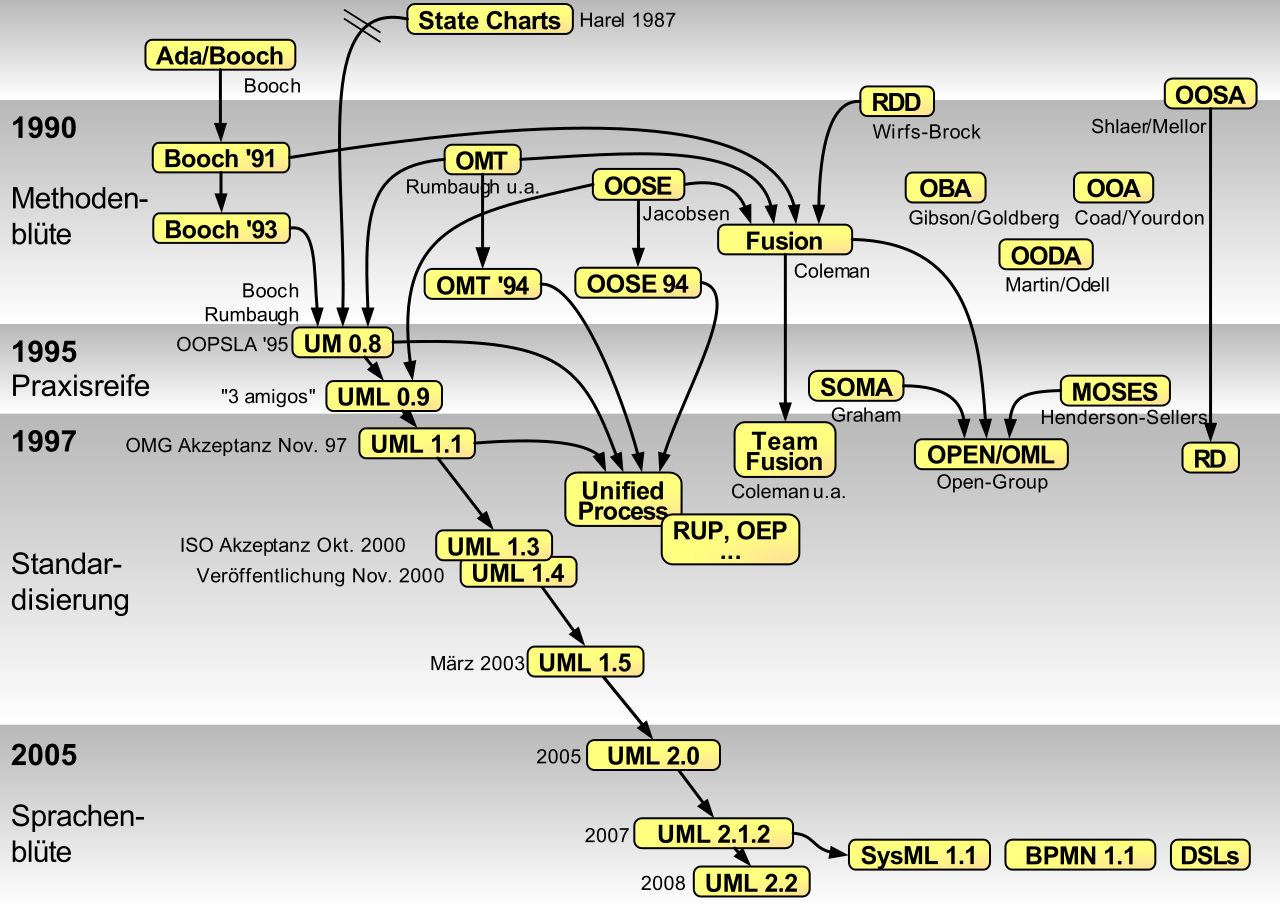 State Charts
Harel 1987
Ada/Booch
Booch
RDD
Wirfs-Brock
OOSA
Shlaer/Mellor
1990
Methoden-
blüte
Booch '91
OMT
Rumbaugh u.a.
OOSE
Jacobsen
OBA
Gibson/Goldberg
OOA
Coad/Yourdon
Booch '93
Fusion
Coleman
OODA
Martin/Odell
OMT '94
OOSE 94
Booch
Rumbaugh
OOPSLA '95
UM 0.8
1995
Praxisreife
"3 amigos"
UML 0.9
SOMA
Graham
MOSES
Henderson-Sellers
1997
OMG Akzeptanz Nov. 97
UML 1.1
Team
Fusion
Coleman u.a.
OPEN/OML
Open-Group
RD
Unified
Process
RUP, OEP
...
Standar-
disierung
ISO Akzeptanz Okt. 2000
UML 1.3
Veröffentlichung Nov. 2000
UML 1.4
März 2003
UML 1.5
2005
Sprachen-
blüte
2005
UML 2.0
2007
UML 2.1.2
SysML 1.1
BPMN 1.1
DSLs
2008
UML 2.2